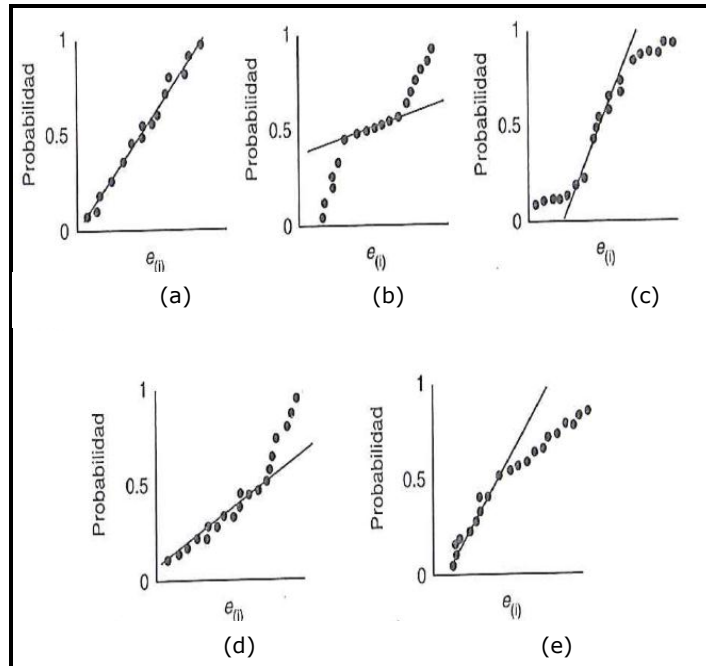 1
0.5
0
Probabilidad
e(i)
(a)
1
0.5
0
Probabilidad
e(i)
(b)
1
0.5
0
Probabilidad
e(i)
(c)
1
0.5
0
Probabilidad
e(i)
(d)
1
0.5
0
Probabilidad
e(i)
(e)